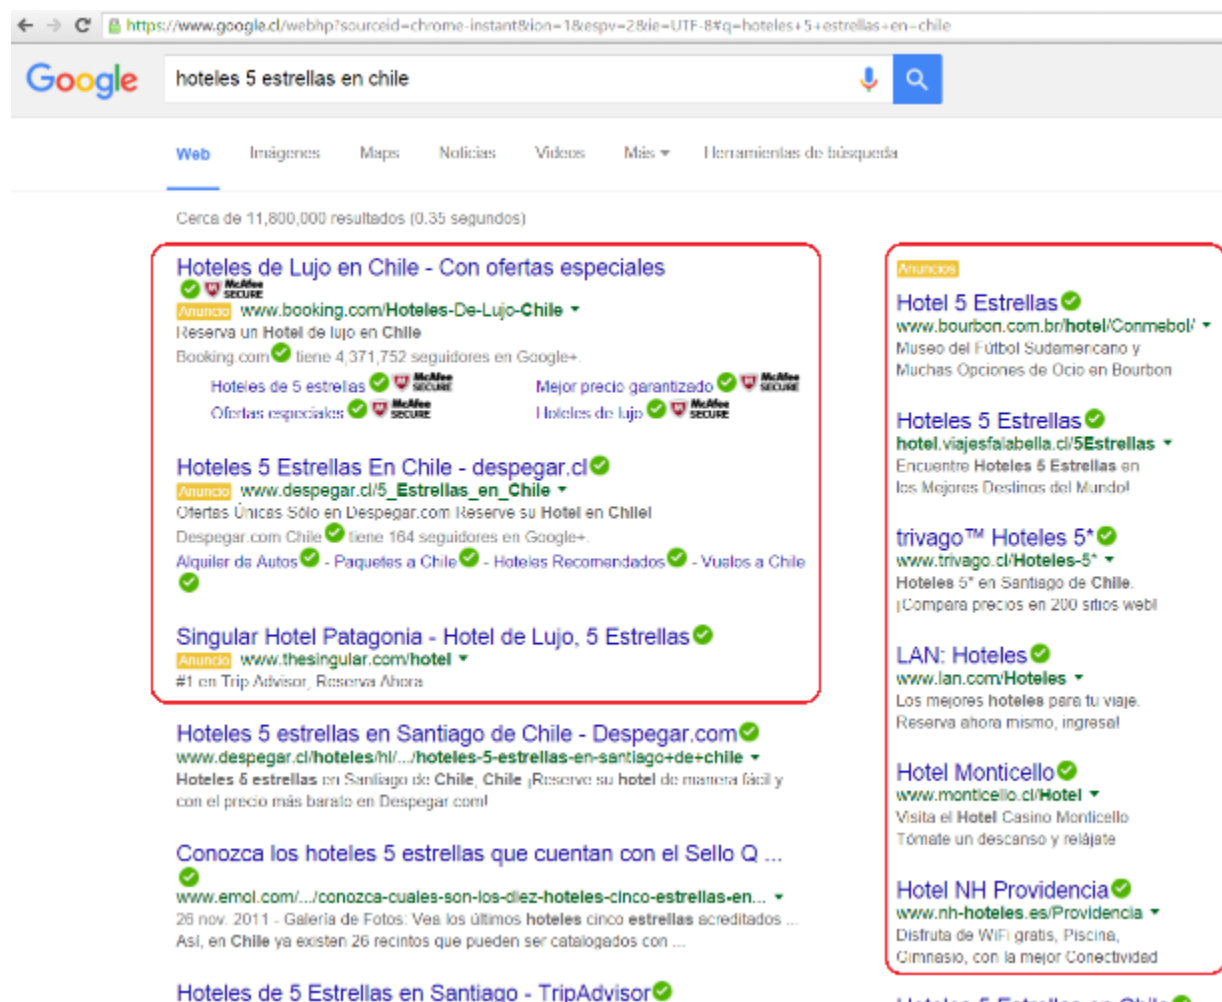 https://www.google.cl/webhp?sourceid=chrome-instant&ion=1&espv=2&ie=UTF-8#q=hoteles+5+estrellas+en+chile
Google
hoteles 5 estrellas en chile
Web Imágenes Maps Noticias Videos Más Herramientas de búsqueda
Cerca de 11,800,000 resultados (0.35 segundos)
Hoteles de Lujo en Chile - Con ofertas especiales
McAfee SECURE
Anuncio www.booking.com/Hoteles-De-Lujo-Chile
Reserva un Hotel de lujo en Chile
Booking.com tiene 4,371,752 seguidores en Google+.
Hoteles de 5 estrellas McAfee SECURE Mejor precio garantizado McAfee SECURE
Ofertas especiales McAfee SECURE Hoteles de lujo McAfee SECURE
Hoteles 5 Estrellas En Chile - despegar.cl
Anuncio www.despegar.cl/5_Estrellas_en_Chile
Ofertas Únicas Sólo en Despegar.com Reserve su Hotel en Chile!
Despegar.com Chile tiene 164 seguidores en Google+.
Alquiler de Autos - Paquetes a Chile - Hoteles Recomendados - Vuelos a Chile
Singular Hotel Patagonia - Hotel de Lujo, 5 Estrellas
Anuncio www.thesingular.com/hotel
#1 en Trip Advisor, Reserva Ahora
Hoteles 5 estrellas en Santiago de Chile - Despegar.com
www.despegar.cl/hoteles/hl/.../hoteles-5-estrellas-en-santiago+de+chile
Hoteles 5 estrellas en Santiago de Chile, Chile ¡Reserve su hotel de manera fácil y
con el precio más barato en Despegar.com!
Conozca los hoteles 5 estrellas que cuentan con el Sello Q ...
www.emol.com/.../conozca-cuales-son-los-diez-hoteles-cinco-estrellas-en...
26 nov. 2011 - Galería de Fotos: Vea los últimos hoteles cinco estrellas acreditados ...
Así, en Chile ya existen 26 recintos que pueden ser catalogados con ...
Hoteles de 5 Estrellas en Santiago - TripAdvisor
Anuncios
Hotel 5 Estrellas
www.bourbon.com.br/hotel/Conmebol/
Museo del Fútbol Sudamericano y
Muchas Opciones de Ocio en Bourbon
Hoteles 5 Estrellas
hotel.viajesfalabella.cl/5Estrellas
Encuentre Hoteles 5 Estrellas en
los Mejores Destinos del Mundo!
trivago™ Hoteles 5*
www.trivago.cl/Hoteles-5*
Hoteles 5* en Santiago de Chile.
¡Compara precios en 200 sitios web!
LAN: Hoteles
www.lan.com/Hoteles
Los mejores hoteles para tu viaje.
Reserva ahora mismo, ingresa!
Hotel Monticello
www.monticello.cl/Hotel
Visita el Hotel Casino Monticello
Tómate un descanso y relájate
Hotel NH Providencia
www.nh-hoteles.es/Providencia
Disfruta de WiFi gratis, Piscina,
Gimnasio, con la mejor Conectividad
Hoteles 5 Estrellas en Chile